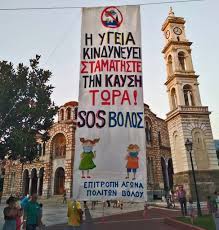 Η ΥΓΕΙΑ
ΚΙΝΔΥΝΕΥΕΙ
ΣΤΑΜΑΤΗΣΤΕ
ΤΗΝ ΚΑΥΣΗ
ΤΩΡΑ!
SOS ΒΟΛΟΣ
ΕΠΙΤΡΟΠΗ ΑΓΩΝΑ
ΠΟΛΙΤΩΝ ΒΟΛΟΥ